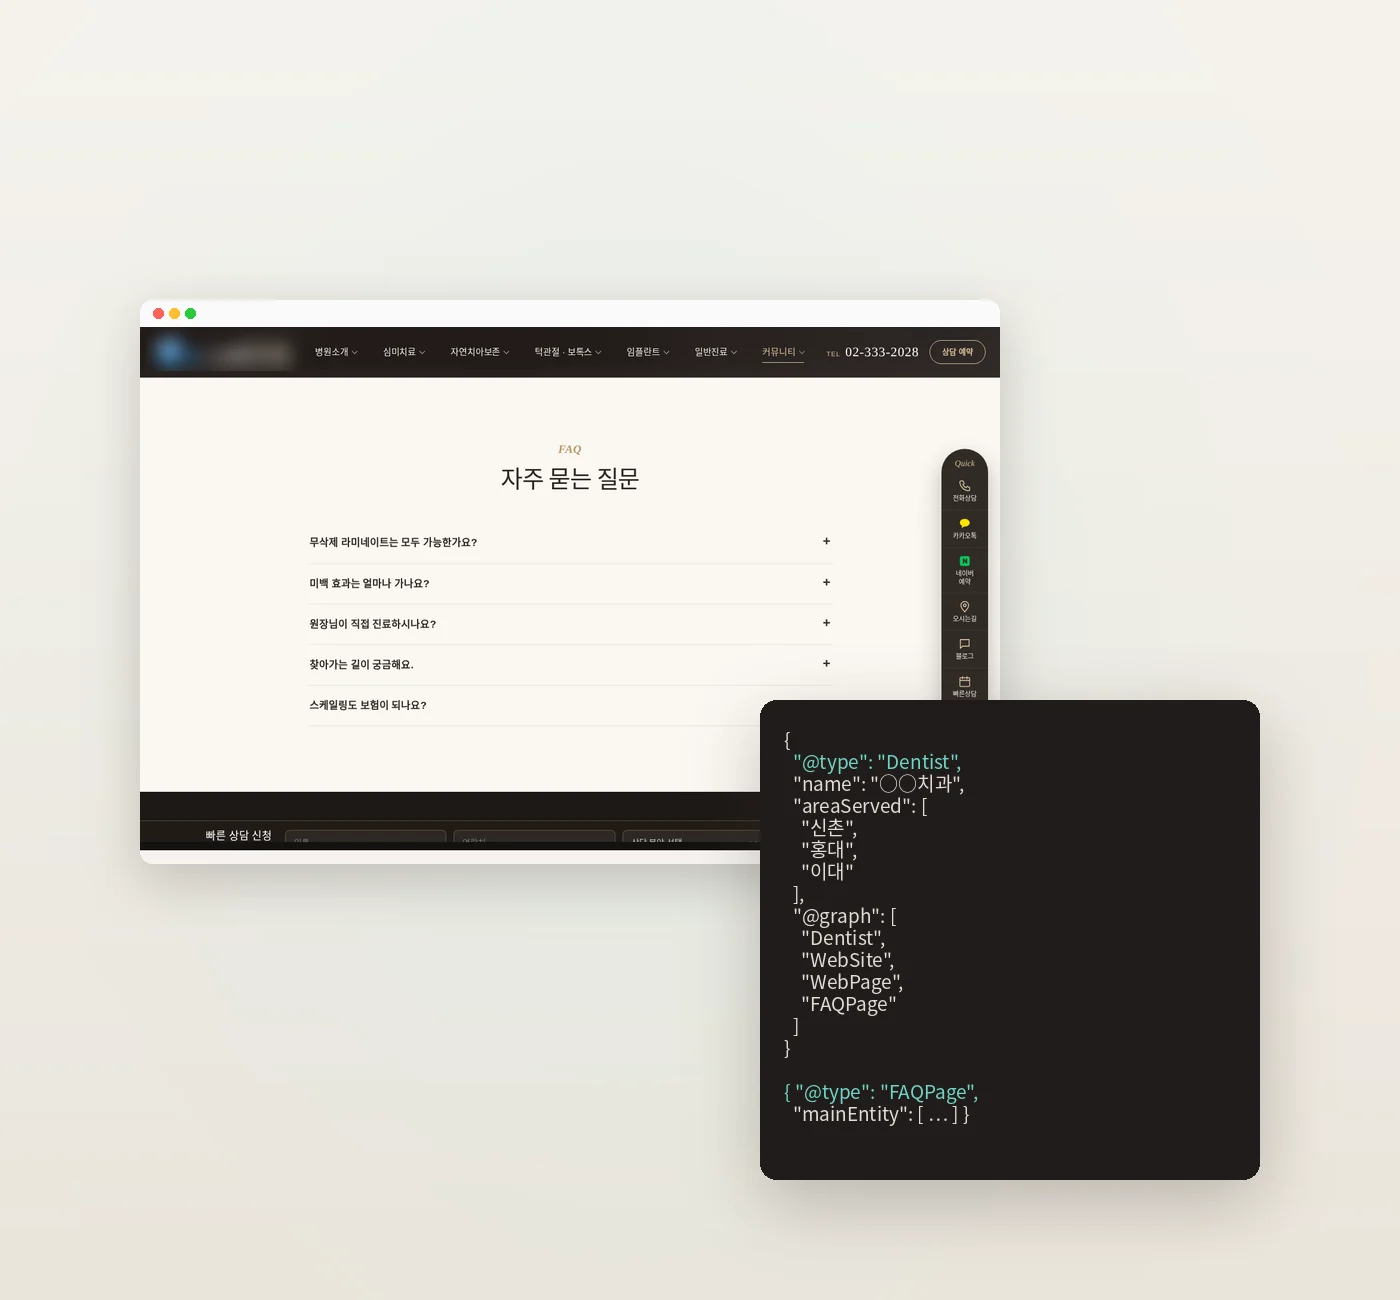 병원소개 심미치료 자연치아보존 턱관절 · 보톡스 임플란트 일반진료 커뮤니티 TEL 02-333-2028 상담 예약
FAQ
자주 묻는 질문
무삭제 라미네이트는 모두 가능한가요? +
미백 효과는 얼마나 가나요? +
원장님이 직접 진료하시나요? +
찾아가는 길이 궁금해요. +
스케일링도 보험이 되나요?
Quick
전화상담
카카오톡
N
네이버
예약
오시는길
블로그
빠른상담
빠른 상담 신청
{
"@type": "Dentist",
"name": "○○치과",
"areaServed": [
"신촌",
"홍대",
"이대"
],
"@graph": [
"Dentist",
"WebSite",
"WebPage",
"FAQPage"
]
}
{ "@type": "FAQPage",
"mainEntity": [ … ] }